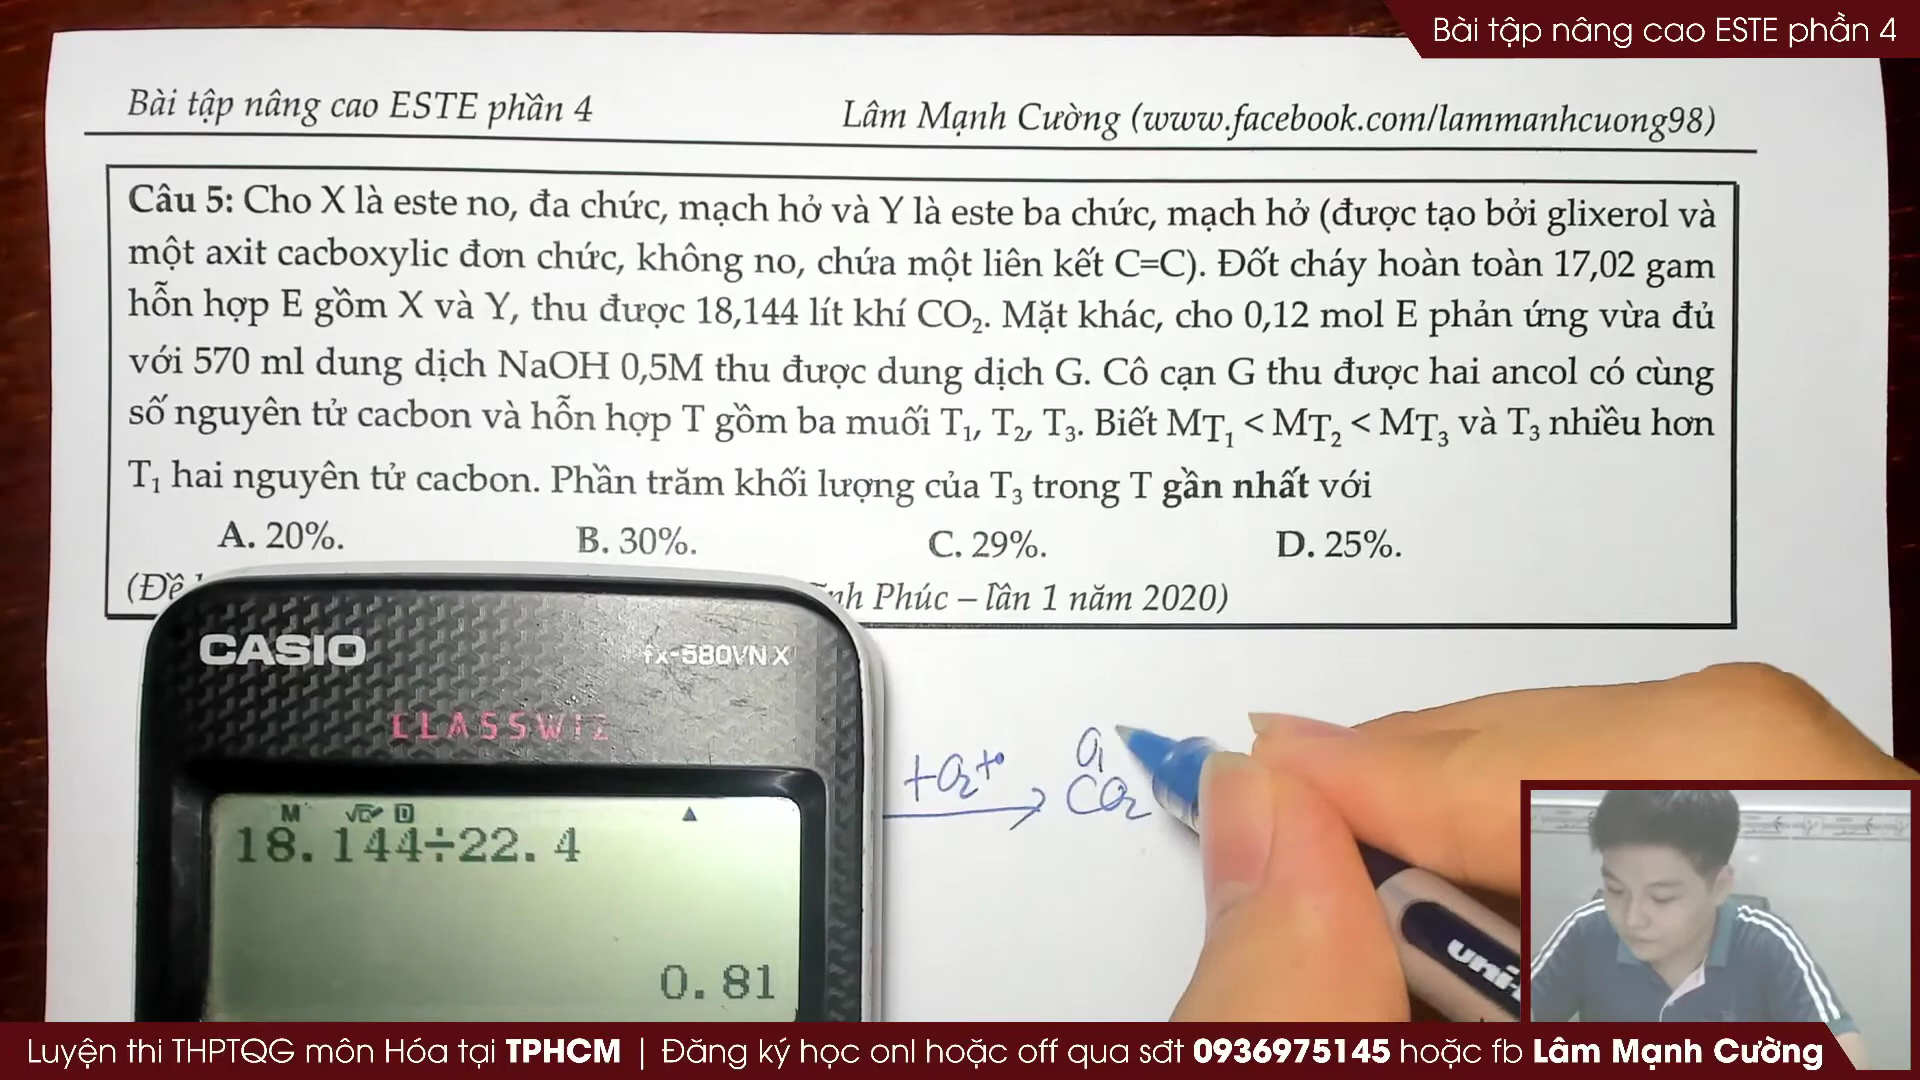 Bài tập nâng cao ESTE phần 4
Bài tập nâng cao ESTE phần 4
Lâm Mạnh Cường (www.facebook.com/lammanhcuong98)
Câu 5: Cho X là este no, đa chức, mạch hở và Y là este ba chức, mạch hở (được tạo bởi glixerol và
một axit cacboxylic đơn chức, không no, chứa một liên kết C=C). Đốt cháy hoàn toàn 17,02 gam
hỗn hợp E gồm X và Y, thu được 18,144 lít khí CO₂. Mặt khác, cho 0,12 mol E phản ứng vừa đủ
với 570 ml dung dịch NaOH 0,5M thu được dung dịch G. Cô cạn G thu được hai ancol có cùng
số nguyên tử cacbon và hỗn hợp T gồm ba muối T₁, T₂, T₃. Biết MT₁ < MT₂ < MT₃ và T₃ nhiều hơn
T₁ hai nguyên tử cacbon. Phần trăm khối lượng của T₃ trong T gần nhất với
A. 20%. B. 30%. C. 29%. D. 25%.
(Đề nh Phúc – lần 1 năm 2020)
CASIO
fx-580VN X
CLASSWIZ
M √ D ▲
18.144÷22.4
0.81
CO₂
uni
Luyện thi THPTQG môn Hóa tại TPHCM | Đăng ký học onl hoặc off qua sđt 0936975145 hoặc fb Lâm Mạnh Cường